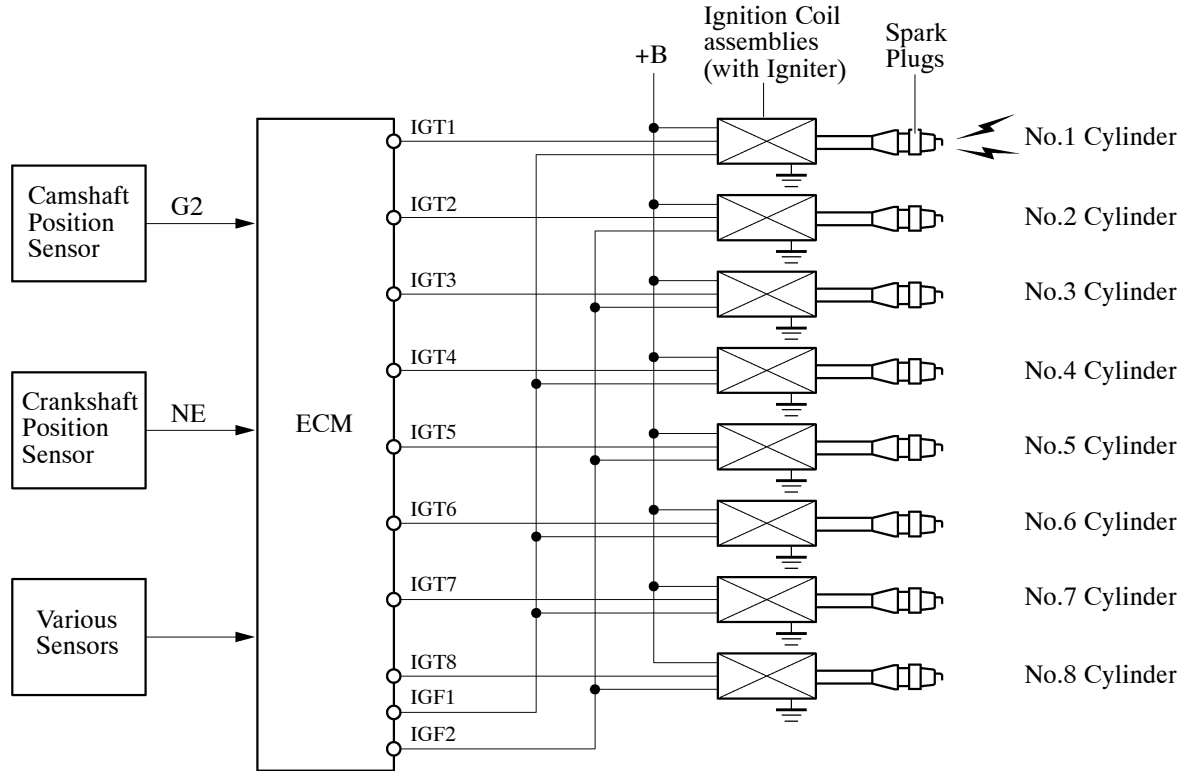 Ignition Coil
assemblies
(with Igniter)
Spark
Plugs
+B
IGT1
No.1 Cylinder
Camshaft
Position
Sensor
G2
IGT2
No.2 Cylinder
IGT3
No.3 Cylinder
IGT4
No.4 Cylinder
Crankshaft
Position
Sensor
NE
ECM
IGT5
No.5 Cylinder
IGT6
No.6 Cylinder
IGT7
No.7 Cylinder
Various
Sensors
IGT8
No.8 Cylinder
IGF1
IGF2